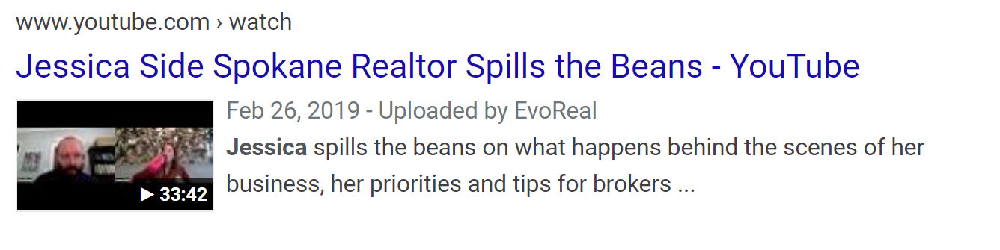 www.youtube.com › watch
Jessica Side Spokane Realtor Spills the Beans - YouTube
Feb 26, 2019 - Uploaded by EvoReal
Jessica spills the beans on what happens behind the scenes of her
business, her priorities and tips for brokers ...
33:42